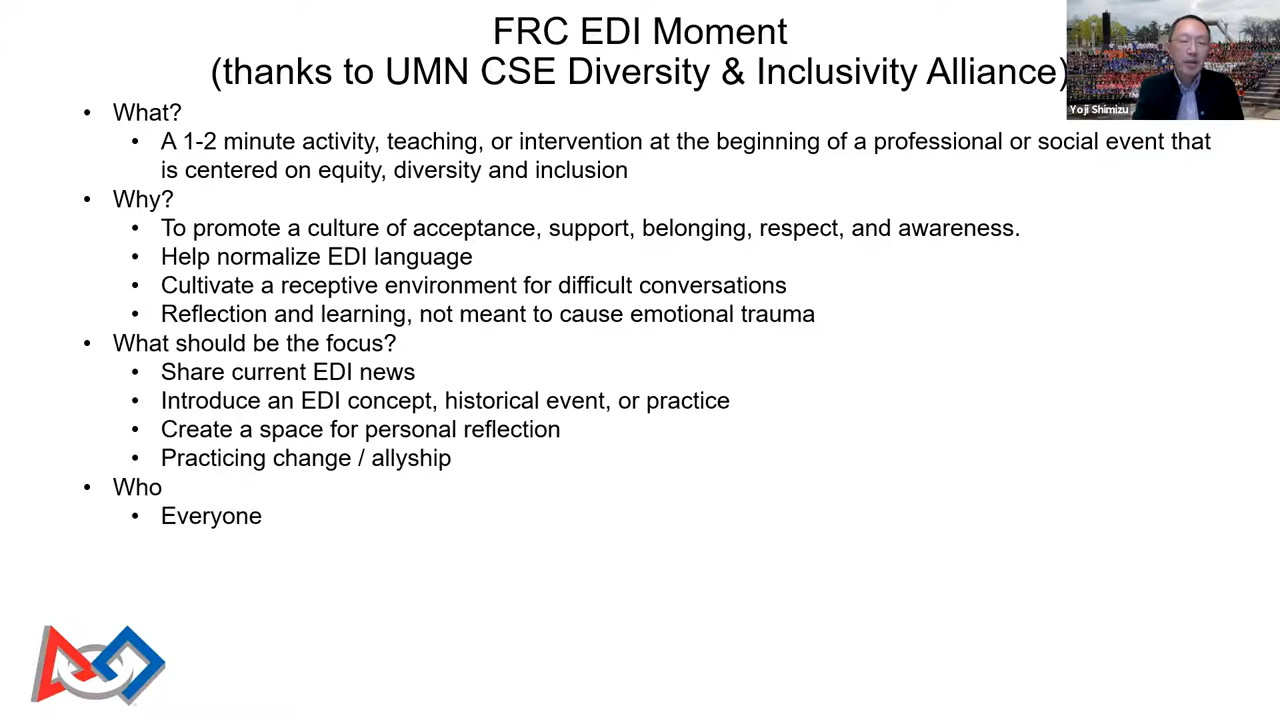 FRC EDI Moment
(thanks to UMN CSE Diversity & Inclusivity Alliance)
Yoji Shimizu
• What?
• A 1-2 minute activity, teaching, or intervention at the beginning of a professional or social event that
is centered on equity, diversity and inclusion
• Why?
• To promote a culture of acceptance, support, belonging, respect, and awareness.
• Help normalize EDI language
• Cultivate a receptive environment for difficult conversations
• Reflection and learning, not meant to cause emotional trauma
• What should be the focus?
• Share current EDI news
• Introduce an EDI concept, historical event, or practice
• Create a space for personal reflection
• Practicing change / allyship
• Who
• Everyone